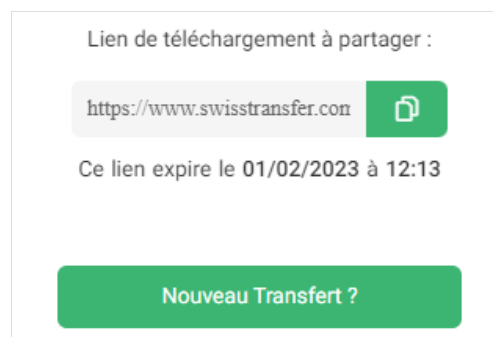 Lien de téléchargement à partager :
https://www.swisstransfer.com
Ce lien expire le 01/02/2023 à 12:13
Nouveau Transfert ?